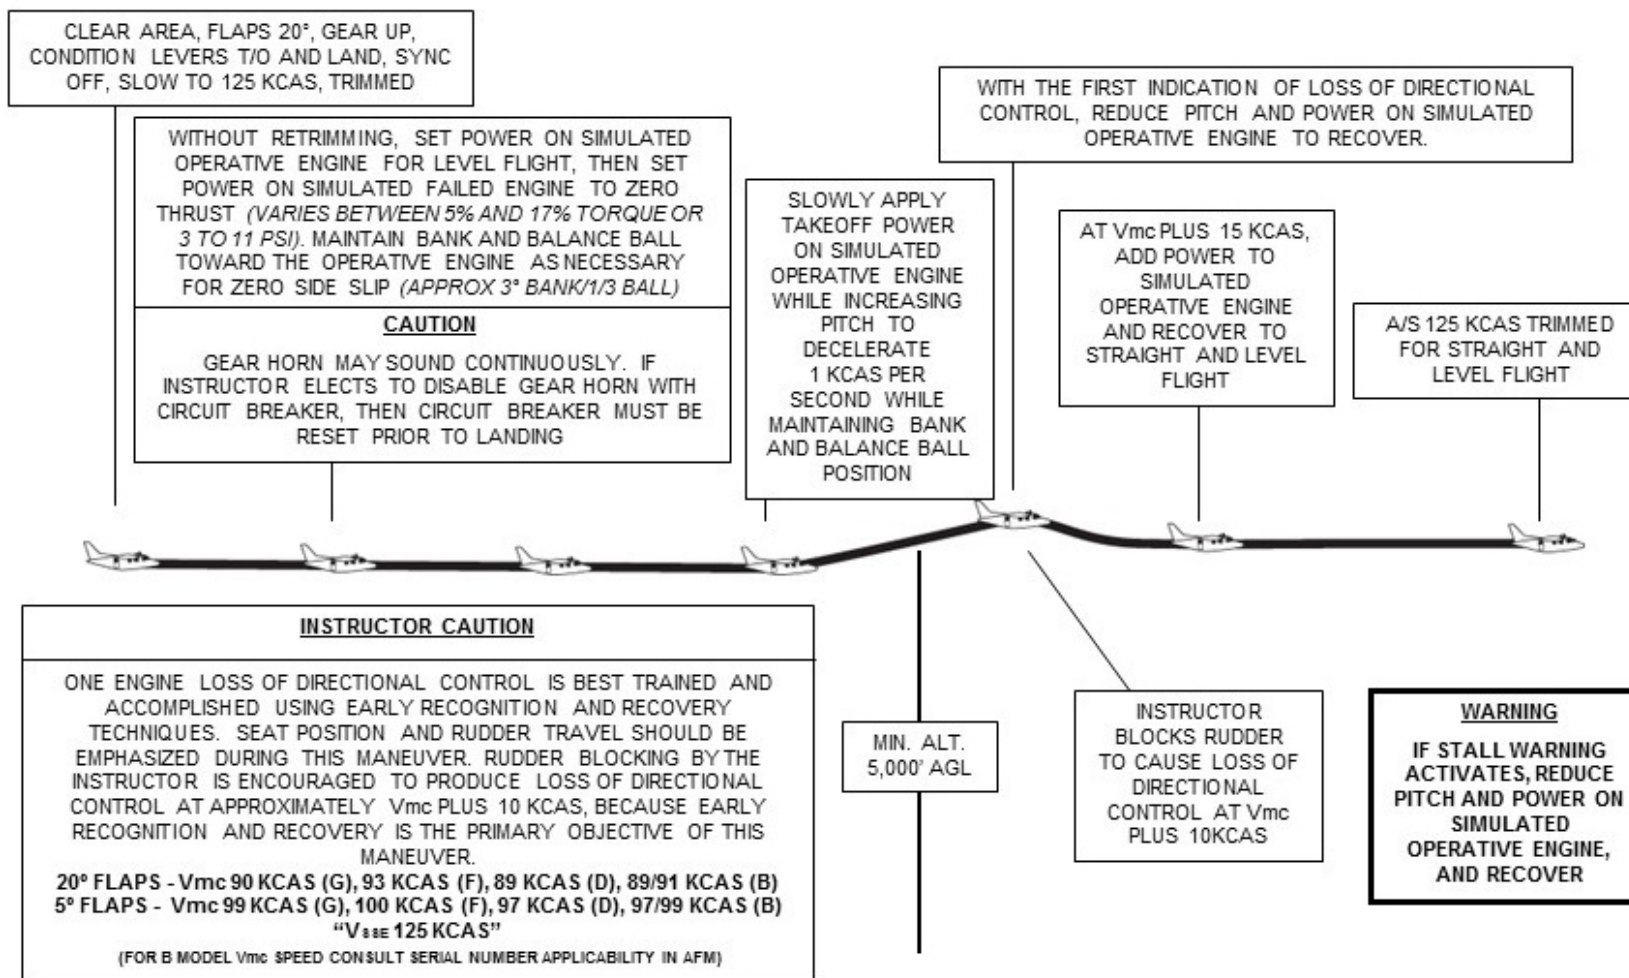 CLEAR AREA, FLAPS 20°, GEAR UP,
CONDITION LEVERS T/O AND LAND, SYNC
OFF, SLOW TO 125 KCAS, TRIMMED
WITHOUT RETRIMMING, SET POWER ON SIMULATED
OPERATIVE ENGINE FOR LEVEL FLIGHT, THEN SET
POWER ON SIMULATED FAILED ENGINE TO ZERO
THRUST (VARIES BETWEEN 5% AND 17% TORQUE OR
3 TO 11 PSI). MAINTAIN BANK AND BALANCE BALL
TOWARD THE OPERATIVE ENGINE AS NECESSARY
FOR ZERO SIDE SLIP (APPROX 3° BANK/1/3 BALL)
CAUTION
GEAR HORN MAY SOUND CONTINUOUSLY. IF
INSTRUCTOR ELECTS TO DISABLE GEAR HORN WITH
CIRCUIT BREAKER, THEN CIRCUIT BREAKER MUST BE
RESET PRIOR TO LANDING
SLOWLY APPLY
TAKEOFF POWER
ON SIMULATED
OPERATIVE ENGINE
WHILE INCREASING
PITCH TO
DECELERATE
1 KCAS PER
SECOND WHILE
MAINTAINING BANK
AND BALANCE BALL
POSITION
WITH THE FIRST INDICATION OF LOSS OF DIRECTIONAL
CONTROL, REDUCE PITCH AND POWER ON SIMULATED
OPERATIVE ENGINE TO RECOVER.
AT Vmc PLUS 15 KCAS,
ADD POWER TO
SIMULATED
OPERATIVE ENGINE
AND RECOVER TO
STRAIGHT AND LEVEL
FLIGHT
A/S 125 KCAS TRIMMED
FOR STRAIGHT AND
LEVEL FLIGHT
INSTRUCTOR CAUTION
ONE ENGINE LOSS OF DIRECTIONAL CONTROL IS BEST TRAINED AND
ACCOMPLISHED USING EARLY RECOGNITION AND RECOVERY
TECHNIQUES. SEAT POSITION AND RUDDER TRAVEL SHOULD BE
EMPHASIZED DURING THIS MANEUVER. RUDDER BLOCKING BY THE
INSTRUCTOR IS ENCOURAGED TO PRODUCE LOSS OF DIRECTIONAL
CONTROL AT APPROXIMATELY Vmc PLUS 10 KCAS, BECAUSE EARLY
RECOGNITION AND RECOVERY IS THE PRIMARY OBJECTIVE OF THIS
MANEUVER.
20° FLAPS - Vmc 90 KCAS (G), 93 KCAS (F), 89 KCAS (D), 89/91 KCAS (B)
5° FLAPS - Vmc 99 KCAS (G), 100 KCAS (F), 97 KCAS (D), 97/99 KCAS (B)
“VSSE 125 KCAS”
(FOR B MODEL Vmc SPEED CONSULT SERIAL NUMBER APPLICABILITY IN AFM)
MIN. ALT.
5,000’ AGL
INSTRUCTOR
BLOCKS RUDDER
TO CAUSE LOSS OF
DIRECTIONAL
CONTROL AT Vmc
PLUS 10KCAS
WARNING
IF STALL WARNING
ACTIVATES, REDUCE
PITCH AND POWER ON
SIMULATED
OPERATIVE ENGINE,
AND RECOVER